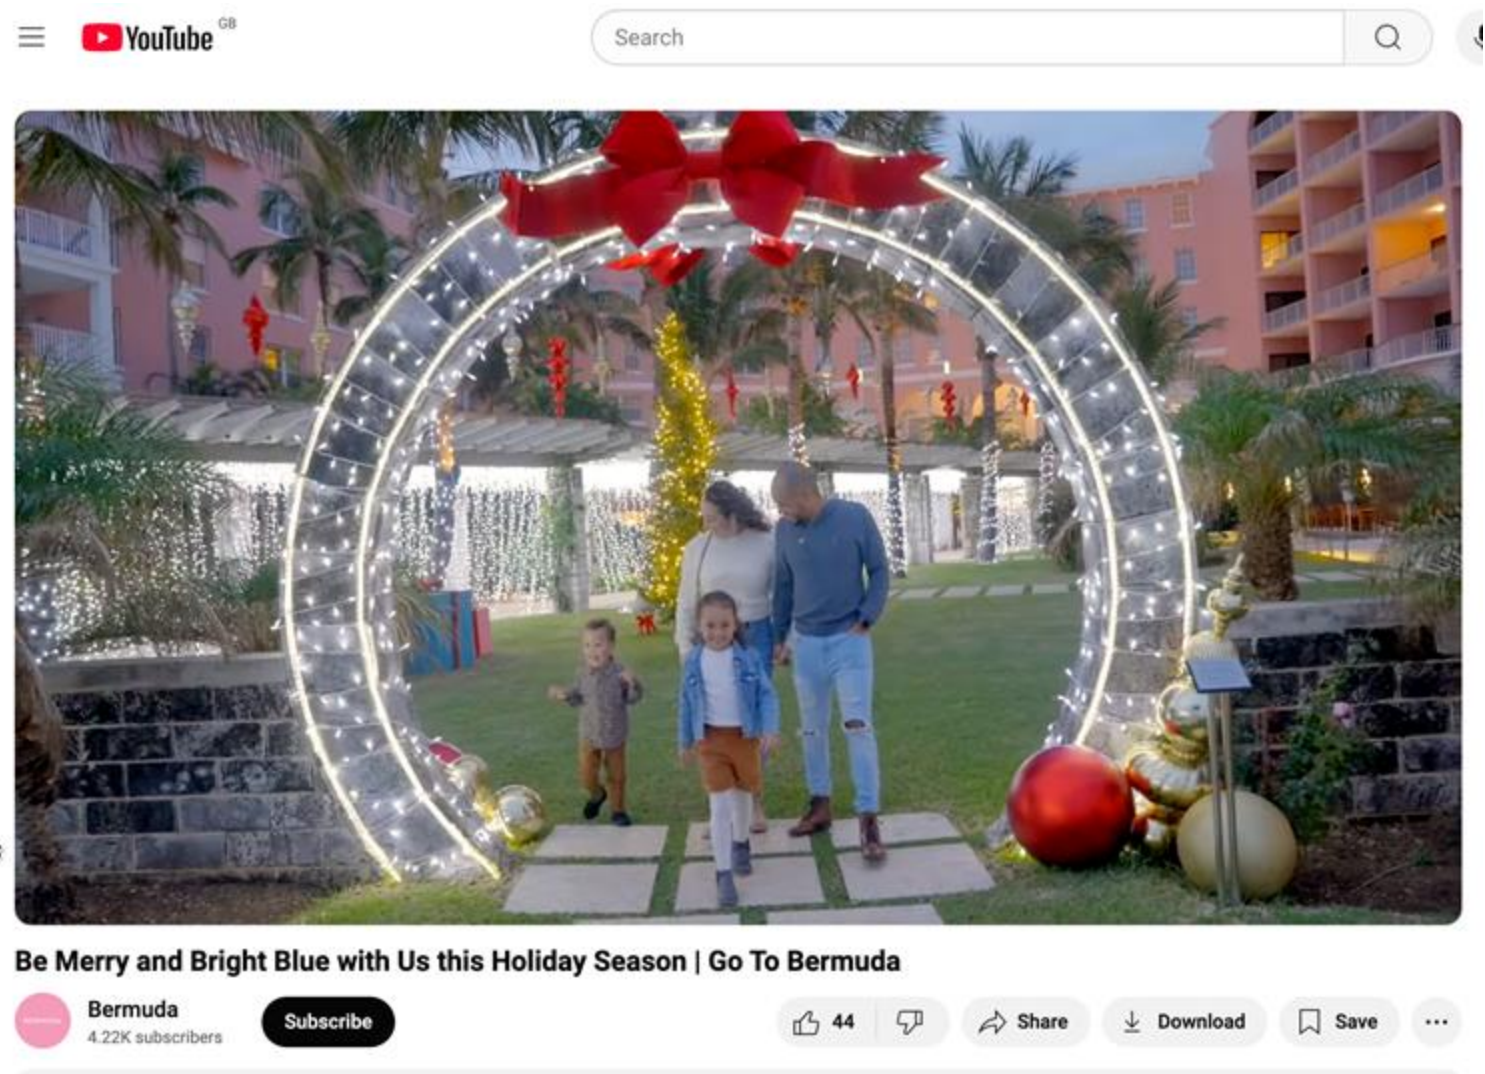 YouTube GB
Search
Be Merry and Bright Blue with Us this Holiday Season | Go To Bermuda
Bermuda
4.22K subscribers
Subscribe
44
Share
Download
Save